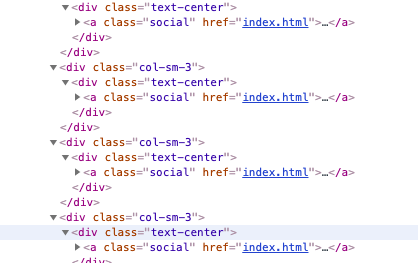 ▼<div class="text-center">
▶<a class="social" href="index.html">…</a>
</div>
</div>
▼<div class="col-sm-3">
▼<div class="text-center">
▶<a class="social" href="index.html">…</a>
</div>
</div>
▼<div class="col-sm-3">
▼<div class="text-center">
▶<a class="social" href="index.html">…</a>
</div>
</div>
▼<div class="col-sm-3">
▼<div class="text-center">
▶<a class="social" href="index.html">…</a>
</div>